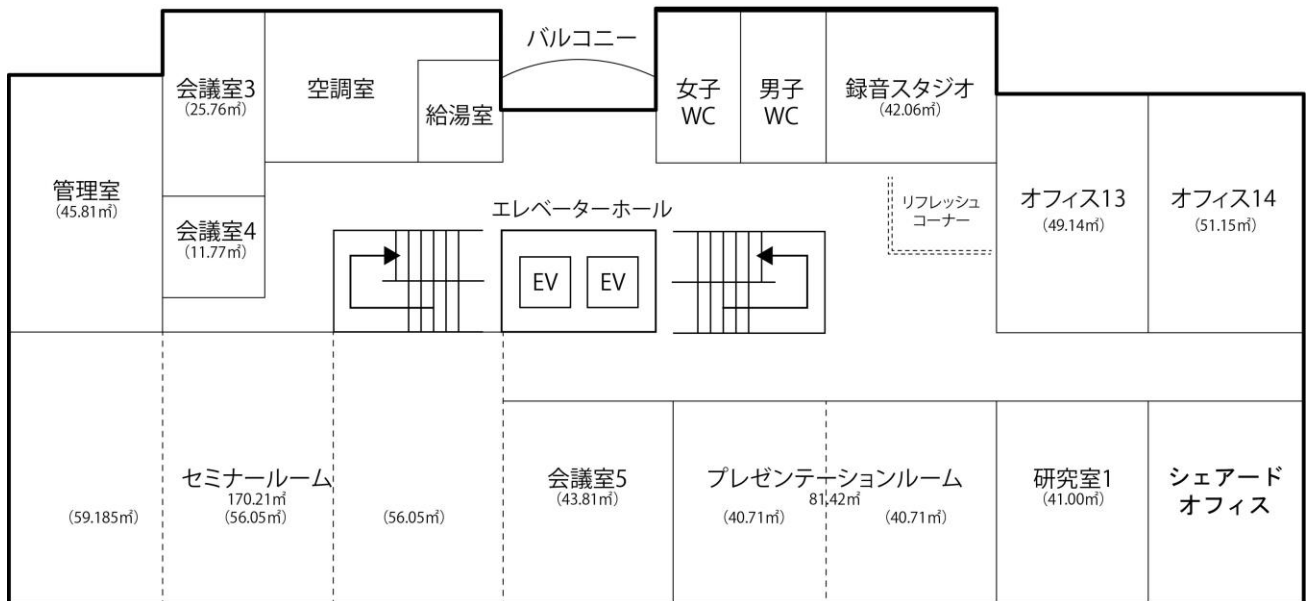 バルコニー
会議室3
(25.76㎡)
空調室
給湯室
女子
WC
男子
WC
録音スタジオ
(42.06㎡)
管理室
(45.81㎡)
会議室4
(11.77㎡)
エレベーターホール
EV
EV
リフレッシュ
コーナー
オフィス13
(49.14㎡)
オフィス14
(51.15㎡)
セミナールーム
170.21㎡
(59.185㎡)
(56.05㎡)
(56.05㎡)
会議室5
(43.81㎡)
プレゼンテーションルーム
81.42㎡
(40.71㎡)
(40.71㎡)
研究室1
(41.00㎡)
シェアード
オフィス